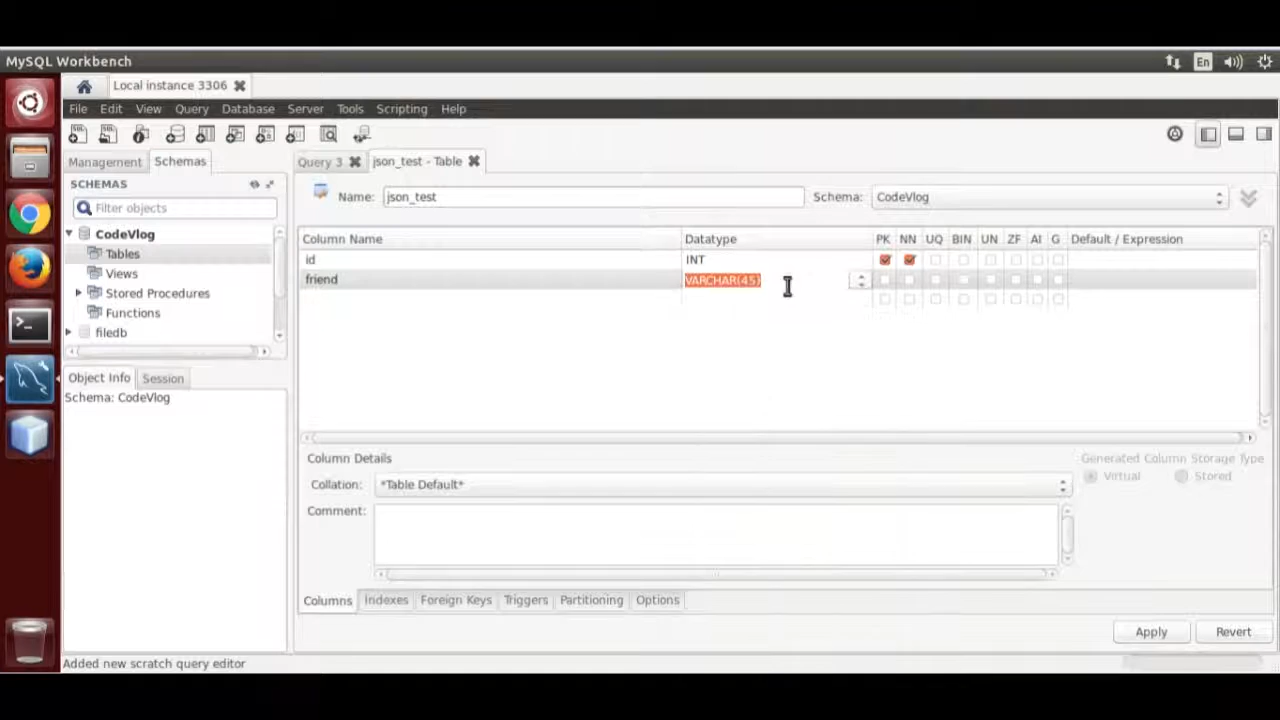 MySQL Workbench
En
Local instance 3306
File Edit View Query Database Server Tools Scripting Help
Management Schemas
Query 3 json_test - Table
SCHEMAS
Filter objects
Name: json_test Schema: CodeVlog
CodeVlog
Tables
Views
Stored Procedures
Functions
filedb
Column Name Datatype PK NN UQ BIN UN ZF AI G Default / Expression
id INT
friend VARCHAR(45)
Object Info Session
Schema: CodeVlog
Column Details
Generated Column Storage Type
Collation: *Table Default*
Virtual Stored
Comment:
Columns Indexes Foreign Keys Triggers Partitioning Options
Apply Revert
Added new scratch query editor